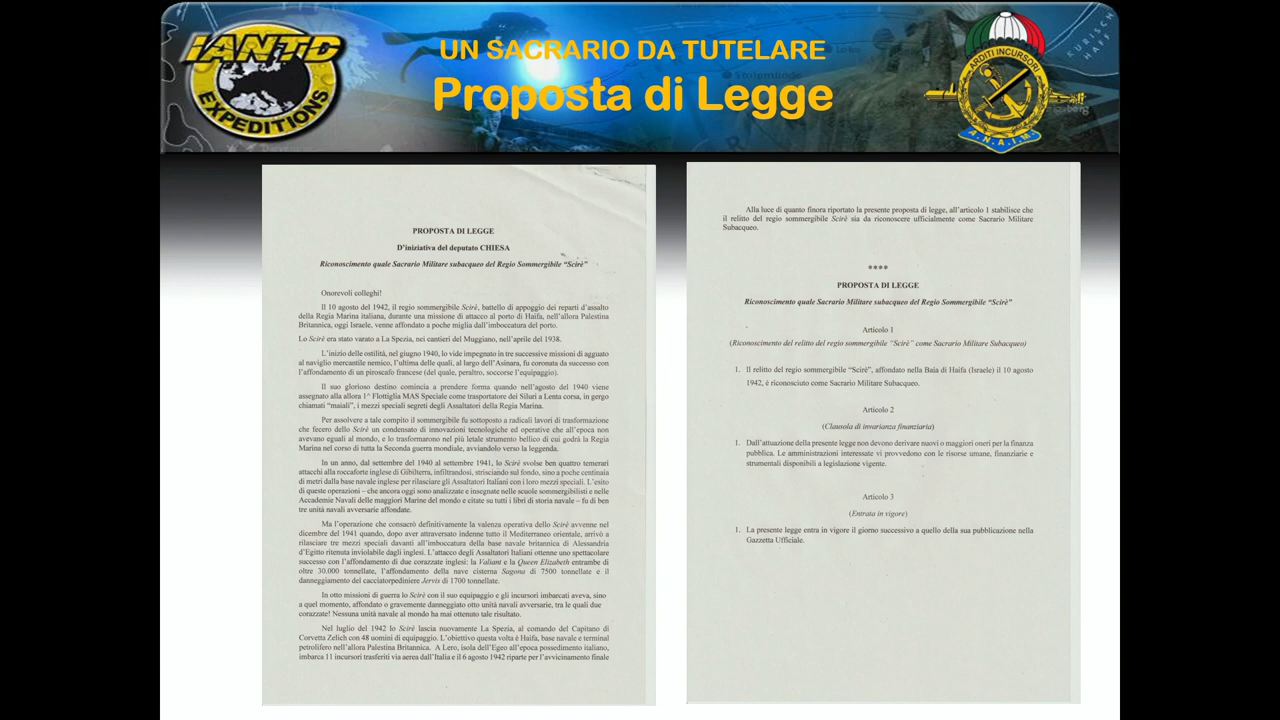 IANTD
EXPEDITIONS
UN SACRARIO DA TUTELARE
Proposta di Legge
ARDITI INCURSORI
A.N.A.I.M.
PROPOSTA DI LEGGE
D'iniziativa del deputato CHIESA
Riconoscimento quale Sacrario Militare subacqueo del Regio Sommergibile "Scirè"
Onorevoli colleghi!
Il 10 agosto del 1942, il regio sommergibile Scirè, battello di appoggio dei reparti d'assalto
della Regia Marina italiana, durante una missione di attacco al porto di Haifa, nell'allora Palestina
Britannica, oggi Israele, venne affondato a poche miglia dall'imboccatura del porto.
Lo Scirè era stato varato a La Spezia, nei cantieri del Muggiano, nell'aprile del 1938.
L'inizio delle ostilità, nel giugno 1940, lo vide impegnato in tre successive missioni di agguato
al naviglio mercantile nemico, l'ultima delle quali, al largo dell'Asinara, fu coronata da successo con
l'affondamento di un piroscafo francese (del quale, peraltro, soccorse l'equipaggio).
Il suo glorioso destino comincia a prendere forma quando nell'agosto del 1940 viene
assegnato alla allora 1^ Flottiglia MAS Speciale come trasportatore dei Siluri a Lenta corsa, in gergo
chiamati "maiali", i mezzi speciali segreti degli Assaltatori della Regia Marina.
Per assolvere a tale compito il sommergibile fu sottoposto a radicali lavori di trasformazione
che fecero dello Scirè un condensato di innovazioni tecnologiche ed operative che all'epoca non
avevano eguali al mondo, e lo trasformarono nel più letale strumento bellico di cui godrà la Regia
Marina nel corso di tutta la Seconda guerra mondiale, avviandolo verso la leggenda.
In un anno, dal settembre del 1940 al settembre 1941, lo Scirè svolse ben quattro temerari
attacchi alla roccaforte inglese di Gibilterra, infiltrandosi, strisciando sul fondo, sino a poche centinaia
di metri dalla base navale inglese per rilasciare gli Assaltatori Italiani con i loro mezzi speciali. L'esito
di queste operazioni – che ancora oggi sono analizzate e insegnate nelle scuole sommergibilisti e nelle
Accademie Navali delle maggiori Marine del mondo e citate su tutti i libri di storia navale – fu di ben
tre unità navali avversarie affondate.
Ma l'operazione che consacrò definitivamente la valenza operativa dello Scirè avvenne nel
dicembre del 1941 quando, dopo aver attraversato indenne tutto il Mediterraneo orientale, arrivò a
rilasciare tre mezzi speciali davanti all'imboccatura della base navale britannica di Alessandria
d'Egitto ritenuta inviolabile dagli inglesi. L'attacco degli Assaltatori Italiani ottenne uno spettacolare
successo con l'affondamento di due corazzate inglesi: la Valiant e la Queen Elizabeth entrambe di
oltre 30.000 tonnellate, l'affondamento della nave cisterna Sagona di 7500 tonnellate e il
danneggiamento del cacciatorpediniere Jervis di 1700 tonnellate.
In otto missioni di guerra lo Scirè con il suo equipaggio e gli incursori imbarcati aveva, sino
a quel momento, affondato o gravemente danneggiato otto unità navali avversarie, tra le quali due
corazzate! Nessuna unità navale al mondo ha mai ottenuto tale risultato.
Nel luglio del 1942 lo Scirè lascia nuovamente La Spezia, al comando del Capitano di
Corvetta Zelich con 48 uomini di equipaggio. L'obiettivo questa volta è Haifa, base navale e terminal
petrolifero nell'allora Palestina Britannica. A Lero, isola dell'Egeo all'epoca possedimento italiano,
imbarca 11 incursori trasferiti via aerea dall'Italia e il 6 agosto 1942 riparte per l'avvicinamento finale
Alla luce di quanto finora riportato la presente proposta di legge, all'articolo 1 stabilisce che
il relitto del regio sommergibile Scirè sia da riconoscere ufficialmente come Sacrario Militare
Subacqueo.
****
PROPOSTA DI LEGGE
Riconoscimento quale Sacrario Militare subacqueo del Regio Sommergibile "Scirè"
Articolo 1
(Riconoscimento del relitto del regio sommergibile "Scirè" come Sacrario Militare Subacqueo)
1. Il relitto del regio sommergibile "Scirè", affondato nella Baia di Haifa (Israele) il 10 agosto
1942, è riconosciuto come Sacrario Militare Subacqueo.
Articolo 2
(Clausola di invarianza finanziaria)
1. Dall'attuazione della presente legge non devono derivare nuovi o maggiori oneri per la finanza
pubblica. Le amministrazioni interessate vi provvedono con le risorse umane, finanziarie e
strumentali disponibili a legislazione vigente.
Articolo 3
(Entrata in vigore)
1. La presente legge entra in vigore il giorno successivo a quello della sua pubblicazione nella
Gazzetta Ufficiale.